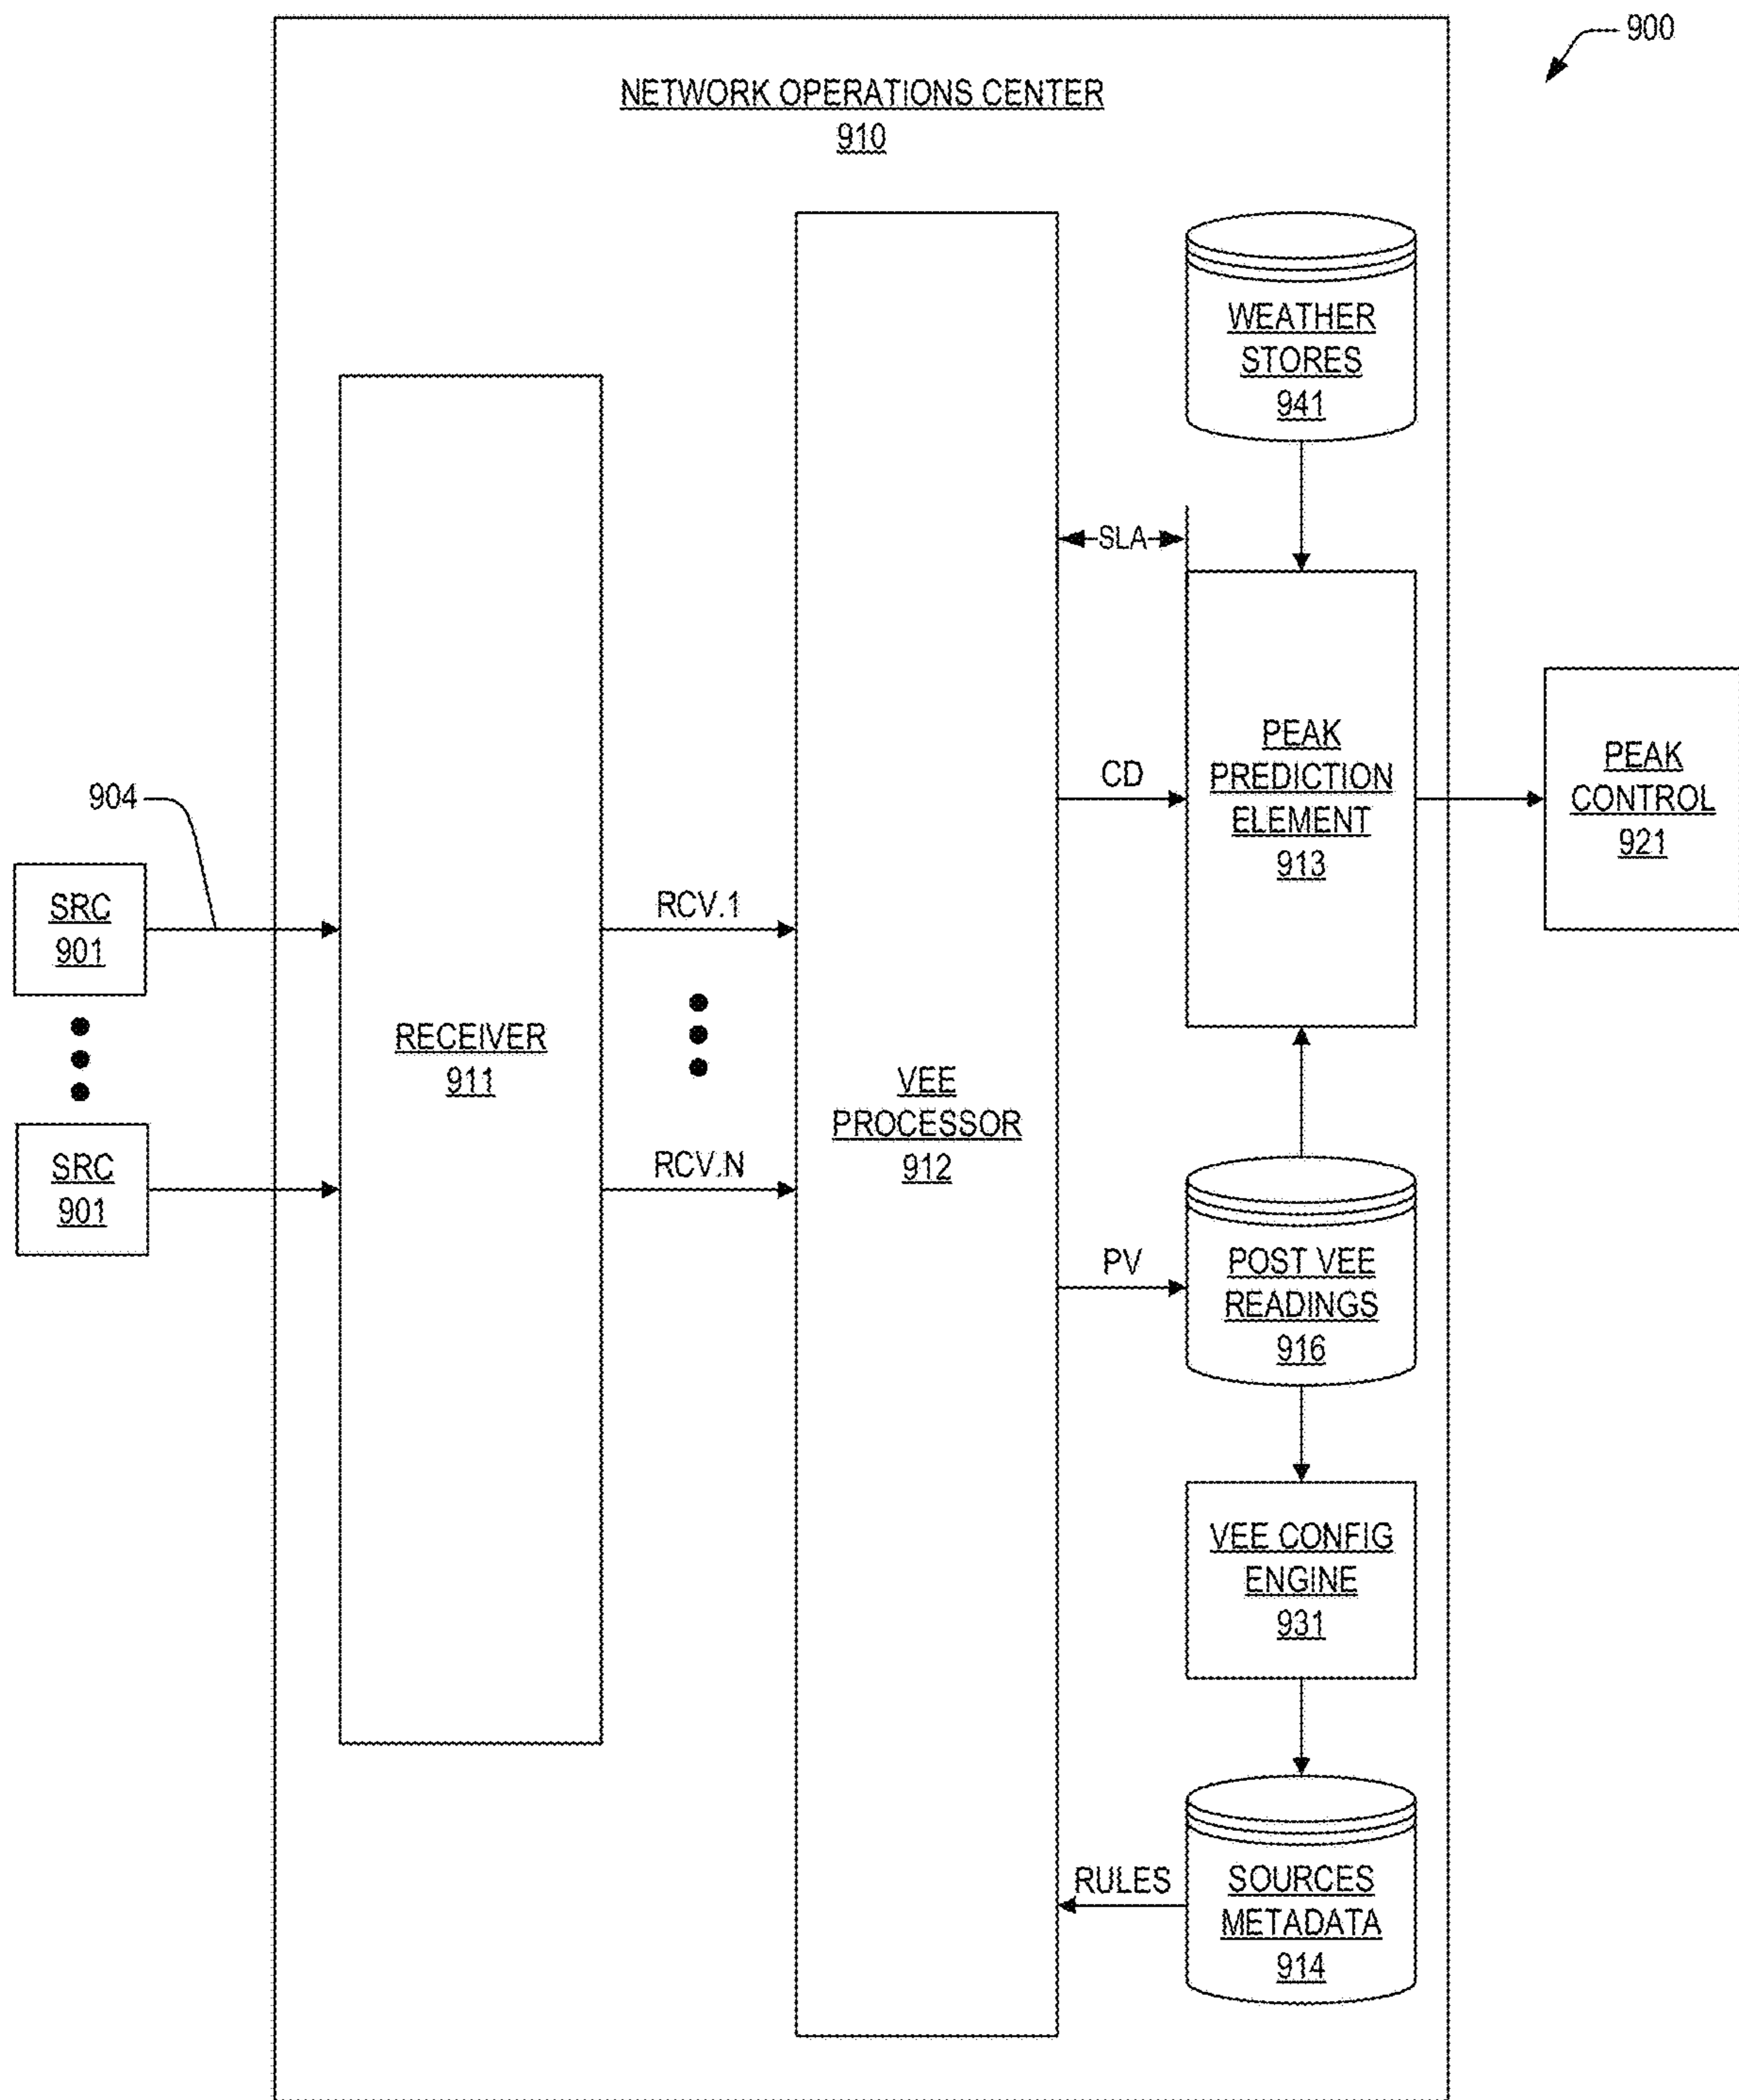 900
NETWORK OPERATIONS CENTER
910
WEATHER
STORES
941
SLA
PEAK
PREDICTION
ELEMENT
913
CD
PEAK
CONTROL
921
904
SRC
901
RCV.1
RECEIVER
911
VEE
PROCESSOR
912
SRC
901
RCV.N
PV
POST VEE
READINGS
916
VEE CONFIG
ENGINE
931
RULES
SOURCES
METADATA
914